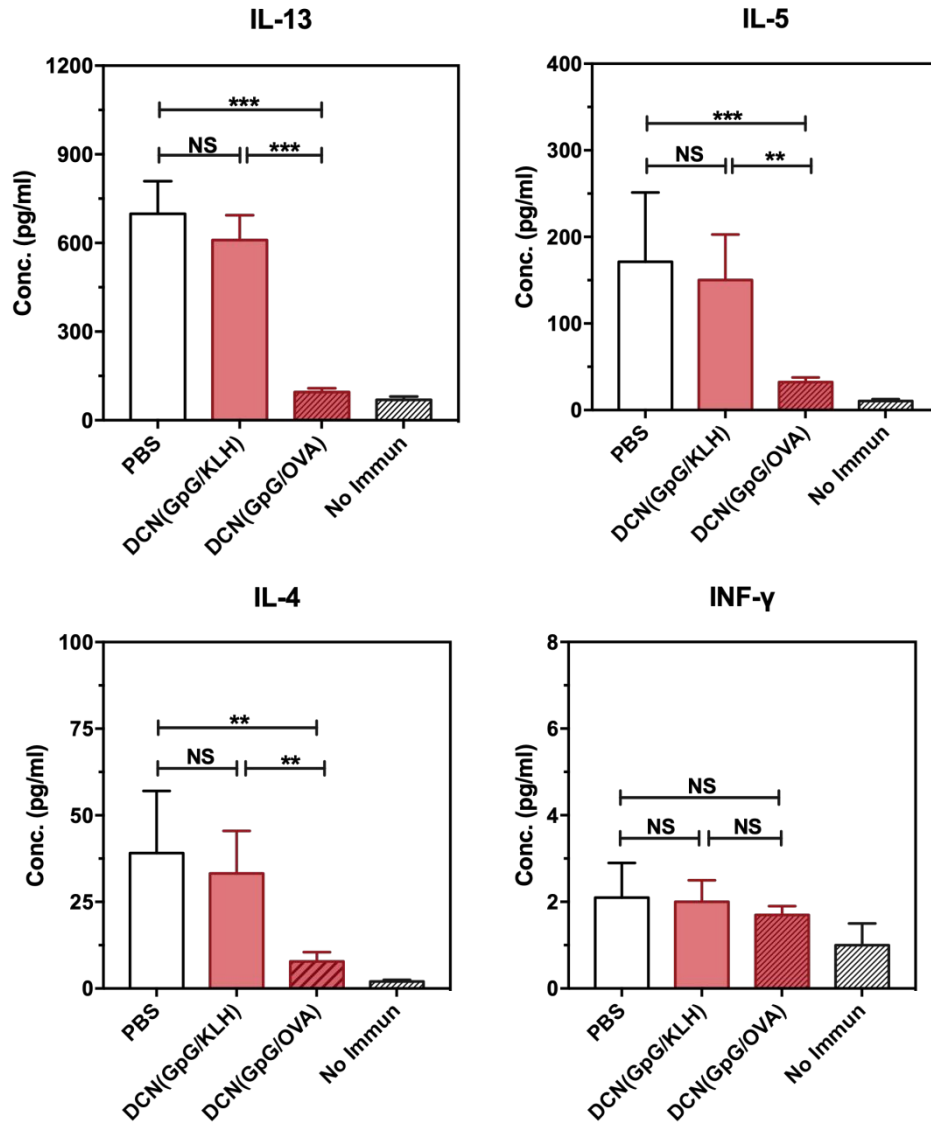 IL-13
Conc. (pg/ml)
1200
900
600
300
0
***
NS
***
PBS
DCN(GpG/KLH)
DCN(GpG/OVA)
No Immun
IL-5
Conc. (pg/ml)
400
300
200
100
0
***
NS
**
PBS
DCN(GpG/KLH)
DCN(GpG/OVA)
No Immun
IL-4
Conc. (pg/ml)
100
75
50
25
0
**
NS
**
PBS
DCN(GpG/KLH)
DCN(GpG/OVA)
No Immun
INF-γ
Conc. (pg/ml)
8
6
4
2
0
NS
NS
NS
PBS
DCN(GpG/KLH)
DCN(GpG/OVA)
No Immun